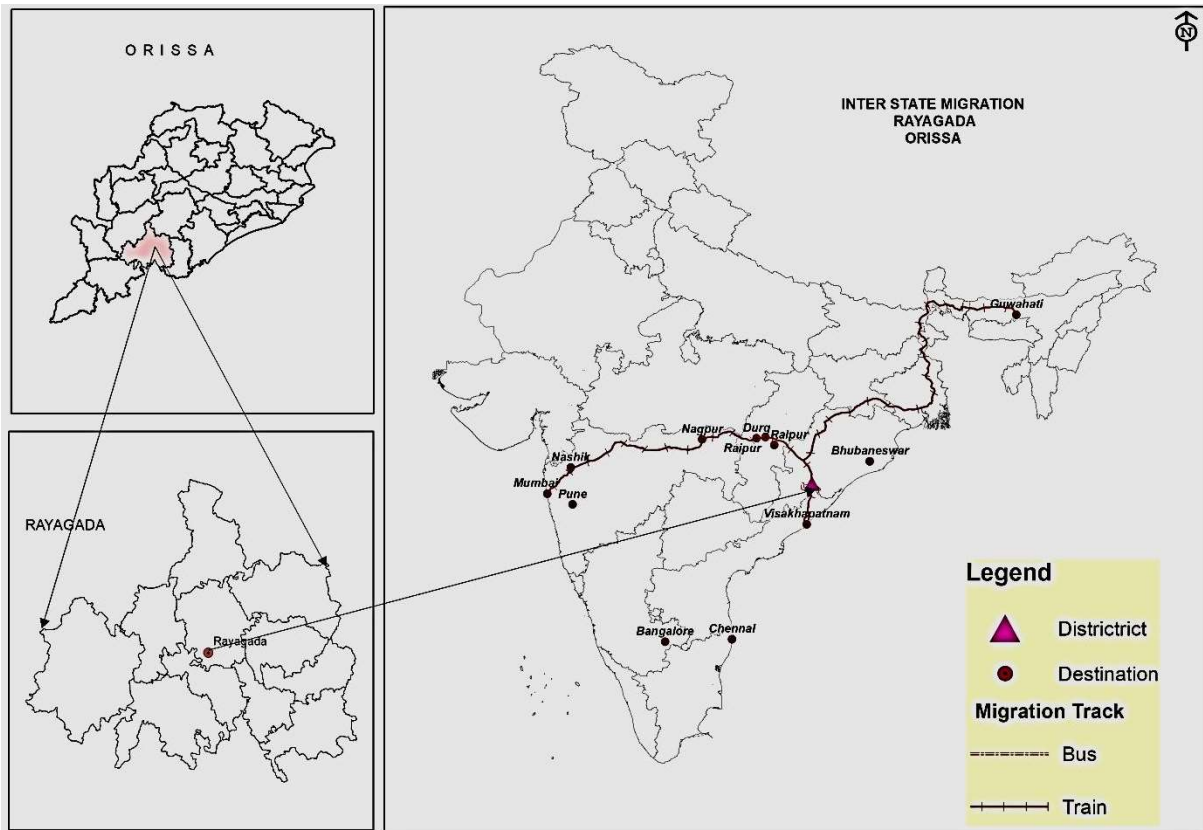 O R I S S A
RAYAGADA
Rayagada
N
INTER STATE MIGRATION
RAYAGADA
ORISSA
Guwahati
Nagpur
Durg
Raipur
Raipur
Bhubaneswar
Nashik
Mumbai
Pune
Visakhapatnam
Bangalore
Chennai
Legend
Districtrict
Destination
Migration Track
Bus
Train